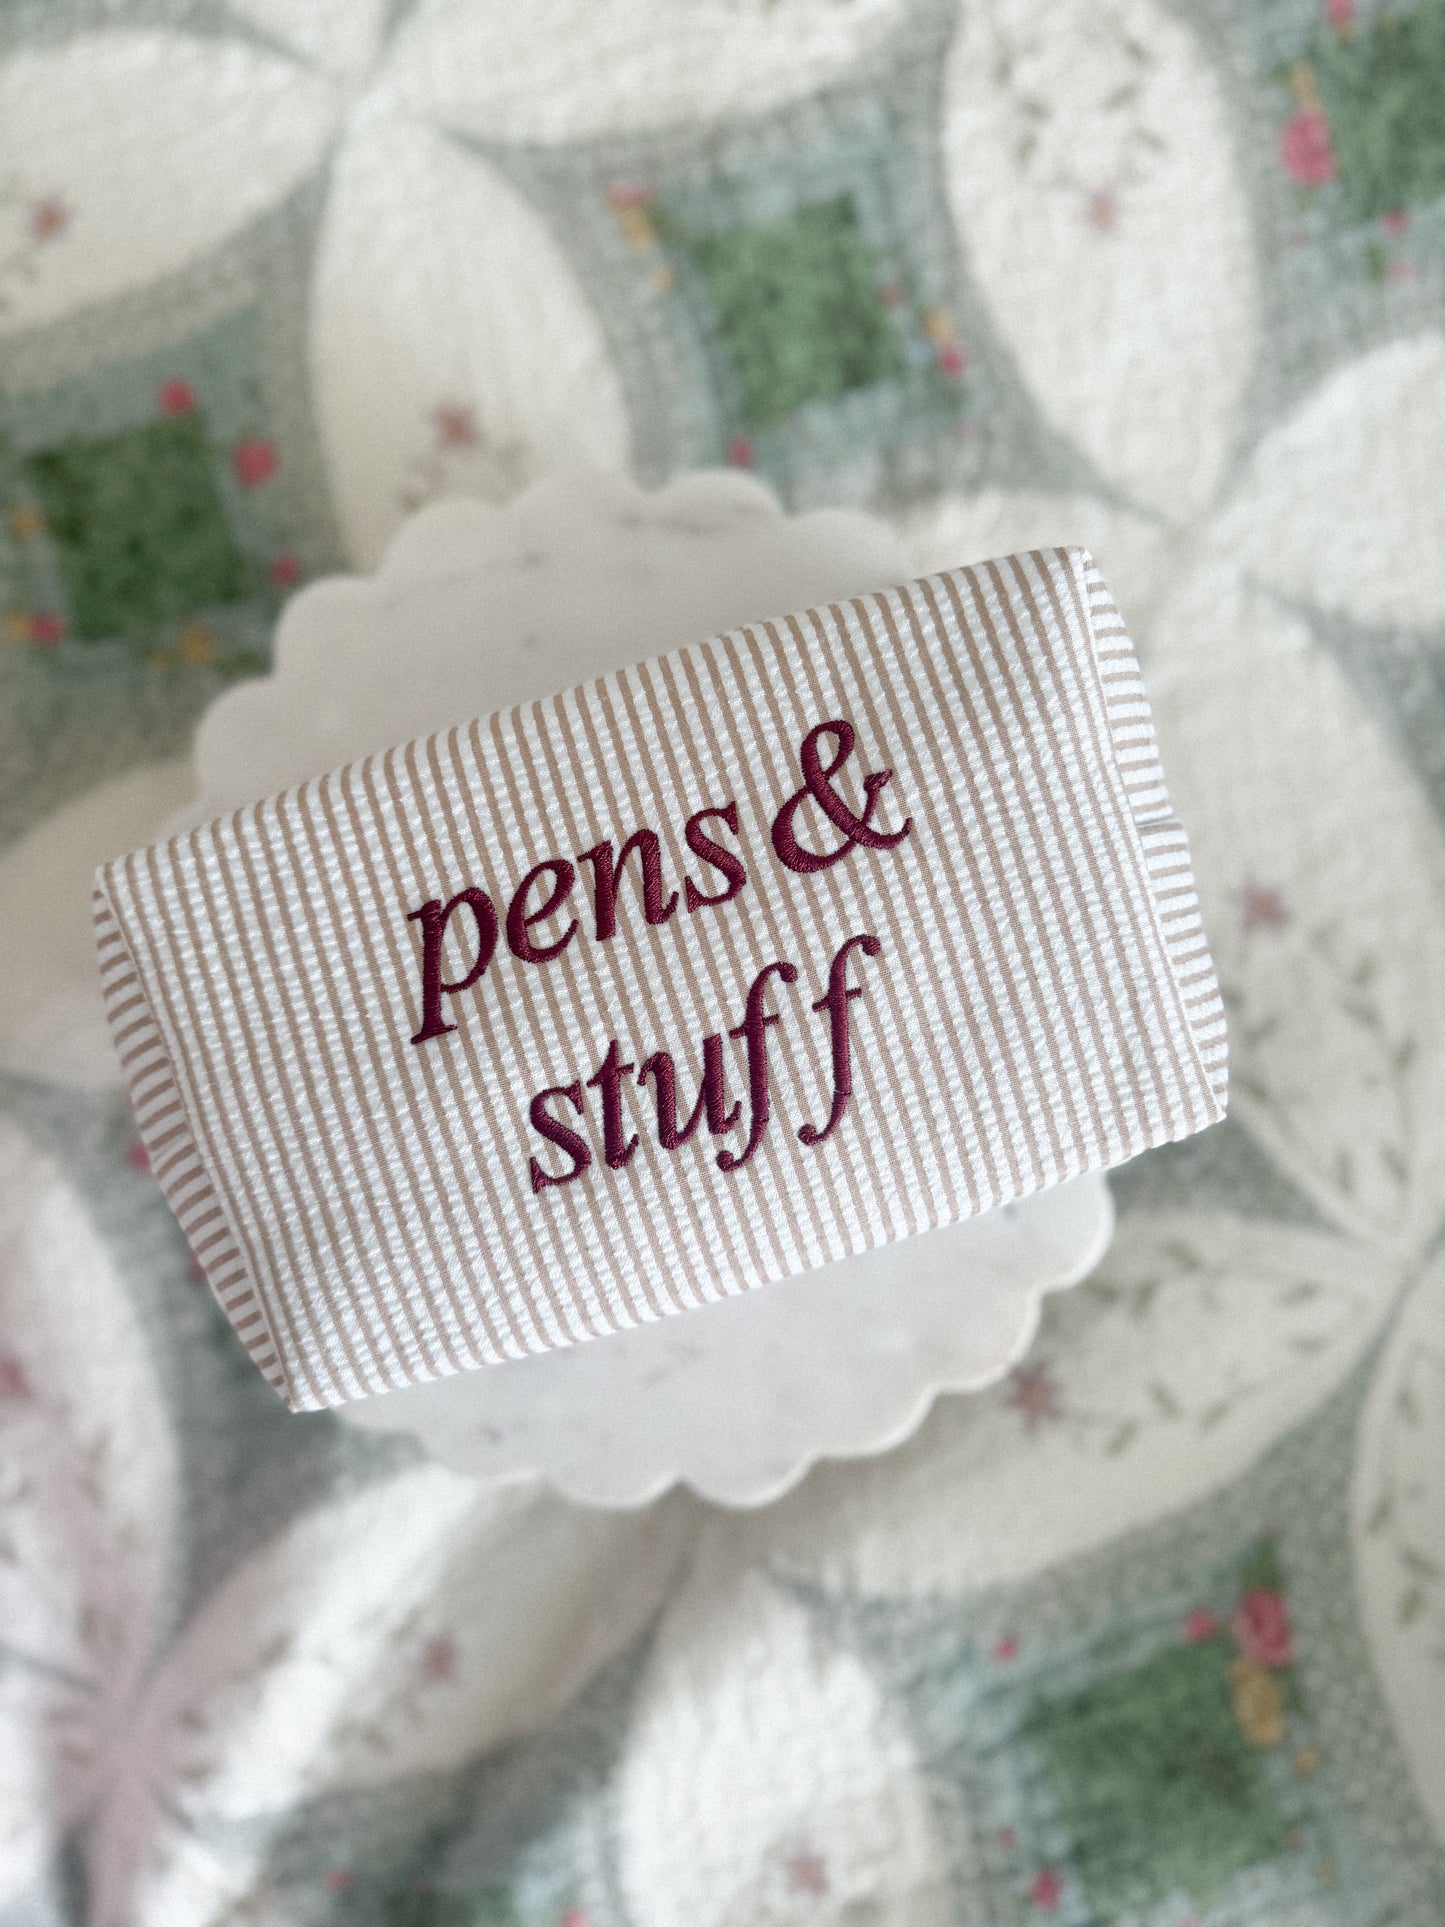 pens &
stuff